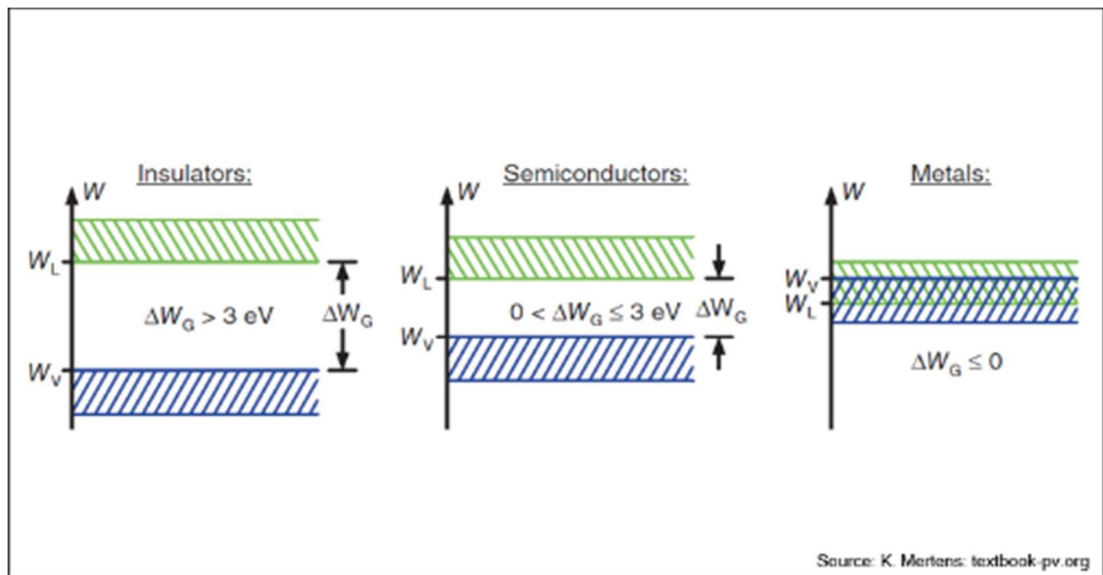 Insulators:
W
W_L
ΔW_G > 3 eV
ΔW_G
W_V
Semiconductors:
W
W_L
0 < ΔW_G ≤ 3 eV
ΔW_G
W_V
Metals:
W
W_V
W_L
ΔW_G ≤ 0
Source: K. Mertens: textbook-pv.org